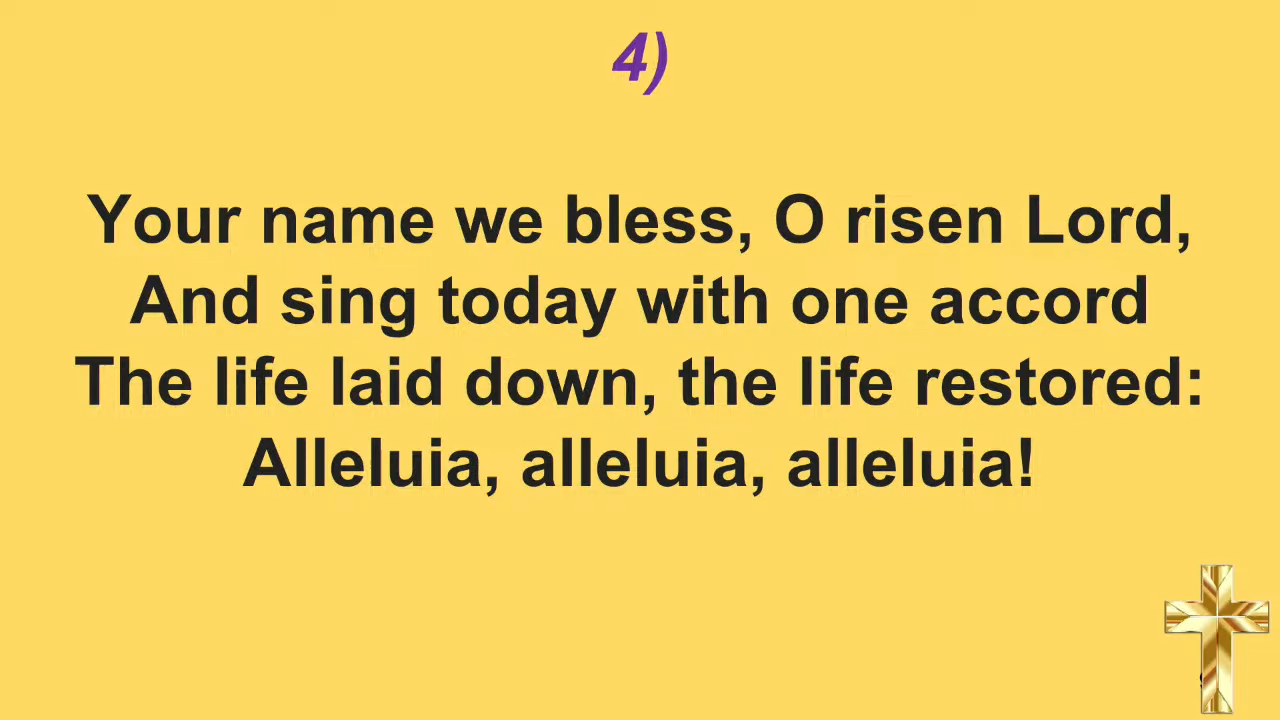 4)
Your name we bless, O risen Lord,
And sing today with one accord
The life laid down, the life restored:
Alleluia, alleluia, alleluia!